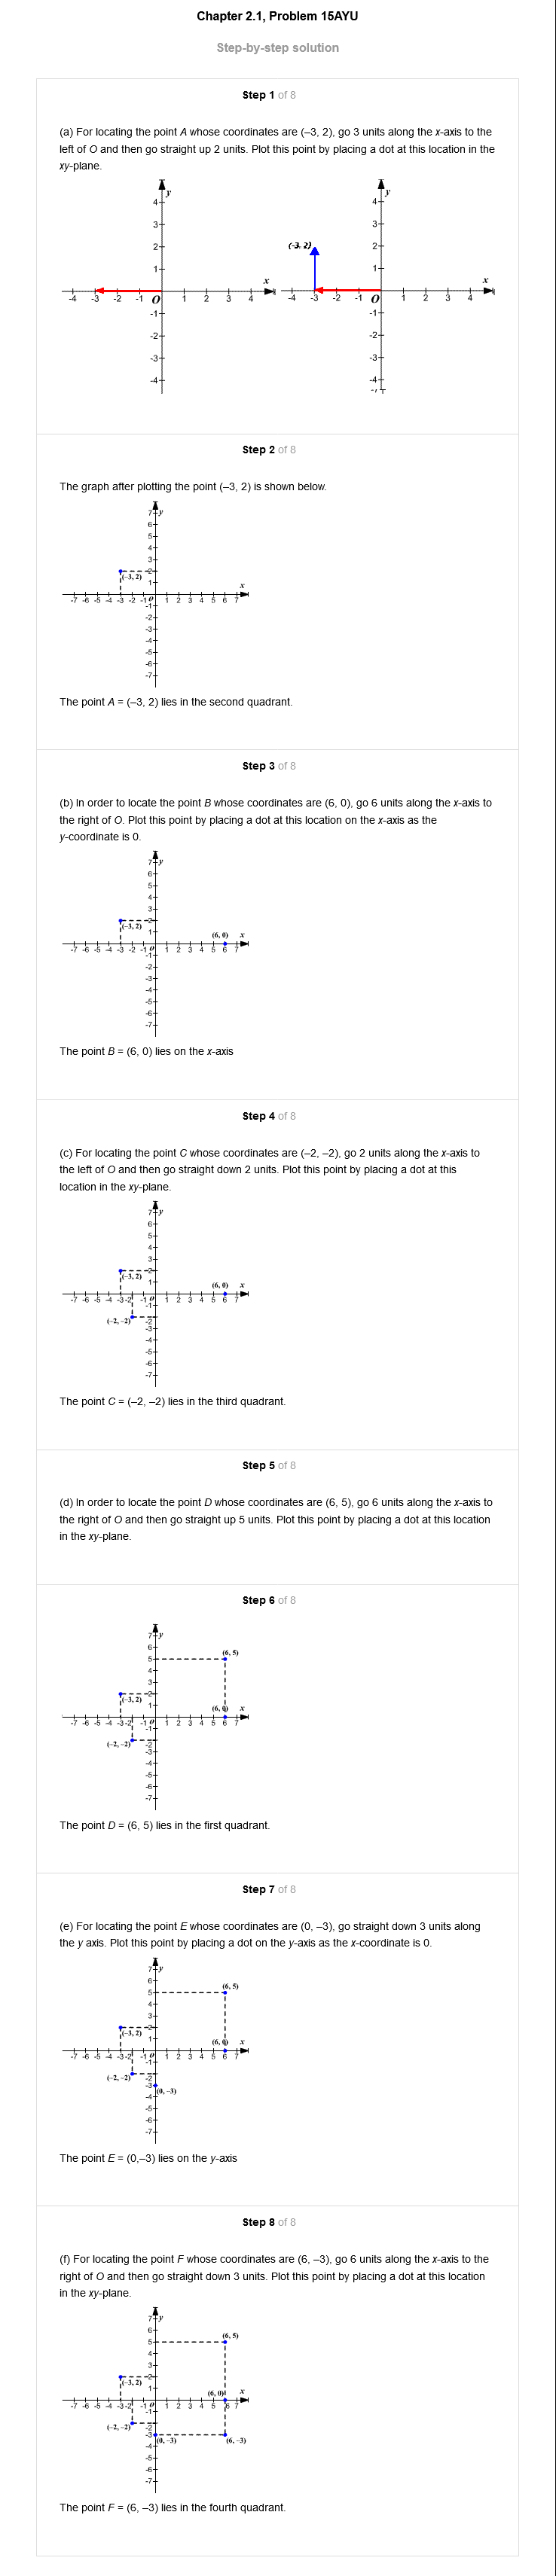 Chapter 2.1, Problem 15AYU
Step-by-step solution
Step 1 of 8
(a) For locating the point A whose coordinates are (–3, 2), go 3 units along the x-axis to the
left of O and then go straight up 2 units. Plot this point by placing a dot at this location in the
xy-plane.
y
4
3
2
1
x
-4 -3 -2 -1 O 1 2 3 4
-1
-2
-3
-4
y
4
3
(-3, 2)
2
1
x
-4 -3 -2 -1 O 1 2 3 4
-1
-2
-3
-4
Step 2 of 8
The graph after plotting the point (–3, 2) is shown below.
7 y
6
5
4
3
2
(−3, 2)
1
x
-7 -6 -5 -4 -3 -2 -1 O 1 2 3 4 5 6 7
-1
-2
-3
-4
-5
-6
-7
The point A = (–3, 2) lies in the second quadrant.
Step 3 of 8
(b) In order to locate the point B whose coordinates are (6, 0), go 6 units along the x-axis to
the right of O. Plot this point by placing a dot at this location on the x-axis as the
y-coordinate is 0.
7 y
6
5
4
3
2
(−3, 2)
1
(6, 0) x
-7 -6 -5 -4 -3 -2 -1 O 1 2 3 4 5 6 7
-1
-2
-3
-4
-5
-6
-7
The point B = (6, 0) lies on the x-axis
Step 4 of 8
(c) For locating the point C whose coordinates are (–2, –2), go 2 units along the x-axis to
the left of O and then go straight down 2 units. Plot this point by placing a dot at this
location in the xy-plane.
7 y
6
5
4
3
2
(−3, 2)
1
(6, 0) x
-7 -6 -5 -4 -3 -2 -1 O 1 2 3 4 5 6 7
-1
(−2, −2)
-2
-3
-4
-5
-6
-7
The point C = (–2, –2) lies in the third quadrant.
Step 5 of 8
(d) In order to locate the point D whose coordinates are (6, 5), go 6 units along the x-axis to
the right of O and then go straight up 5 units. Plot this point by placing a dot at this location
in the xy-plane.
Step 6 of 8
7 y
6
(6, 5)
5
4
3
2
(−3, 2)
1
(6, 0) x
-7 -6 -5 -4 -3 -2 -1 O 1 2 3 4 5 6 7
-1
(−2, −2)
-2
-3
-4
-5
-6
-7
The point D = (6, 5) lies in the first quadrant.
Step 7 of 8
(e) For locating the point E whose coordinates are (0, –3), go straight down 3 units along
the y axis. Plot this point by placing a dot on the y-axis as the x-coordinate is 0.
7 y
6
(6, 5)
5
4
3
2
(−3, 2)
1
(6, 0) x
-7 -6 -5 -4 -3 -2 -1 O 1 2 3 4 5 6 7
-1
(−2, −2)
-2
-3
(0, −3)
-4
-5
-6
-7
The point E = (0,–3) lies on the y-axis
Step 8 of 8
(f) For locating the point F whose coordinates are (6, –3), go 6 units along the x-axis to the
right of O and then go straight down 3 units. Plot this point by placing a dot at this location
in the xy-plane.
7 y
6
(6, 5)
5
4
3
2
(−3, 2)
1
(6, 0) x
-7 -6 -5 -4 -3 -2 -1 O 1 2 3 4 5 6 7
-1
(−2, −2)
-2
-3
(0, −3) (6, −3)
-4
-5
-6
-7
The point F = (6, –3) lies in the fourth quadrant.